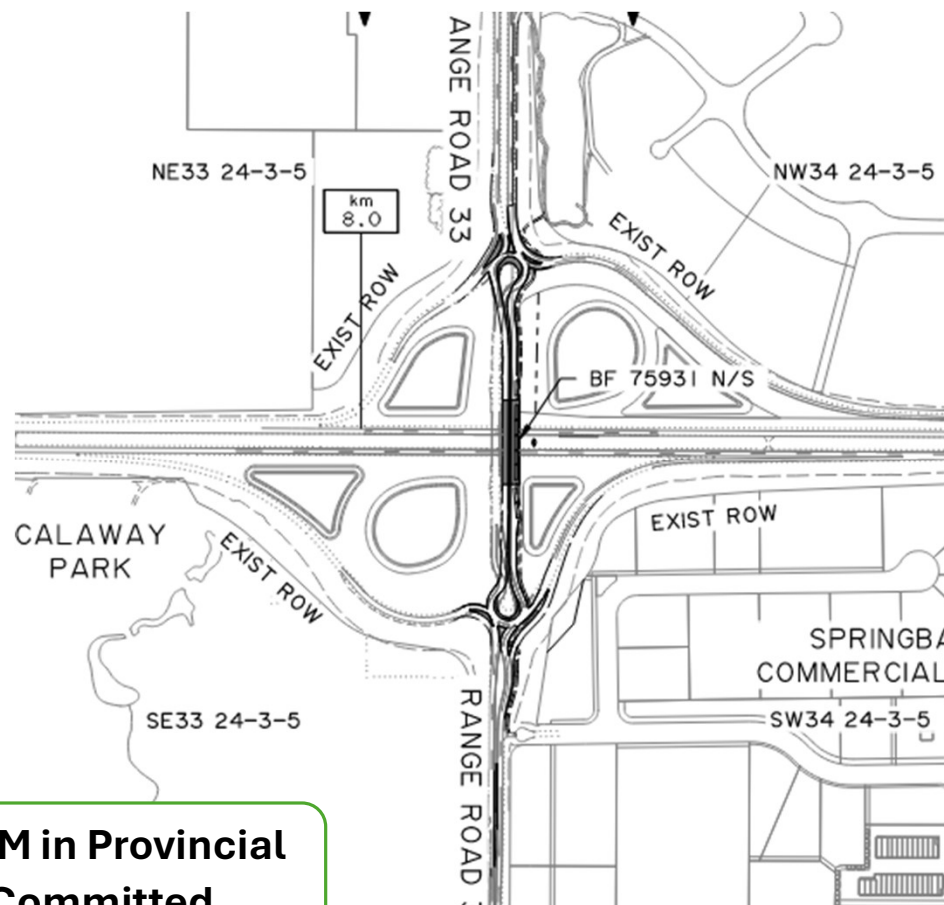 ANGE ROAD 33
NE33 24-3-5
NW34 24-3-5
km
8.0
EXIST ROW
EXIST ROW
BF 75931 N/S
CALAWAY
PARK
EXIST ROW
EXIST ROW
SPRINGBA
COMMERCIAL
SE33 24-3-5
SW34 24-3-5
RANGE ROAD
M in Provincial
Committed